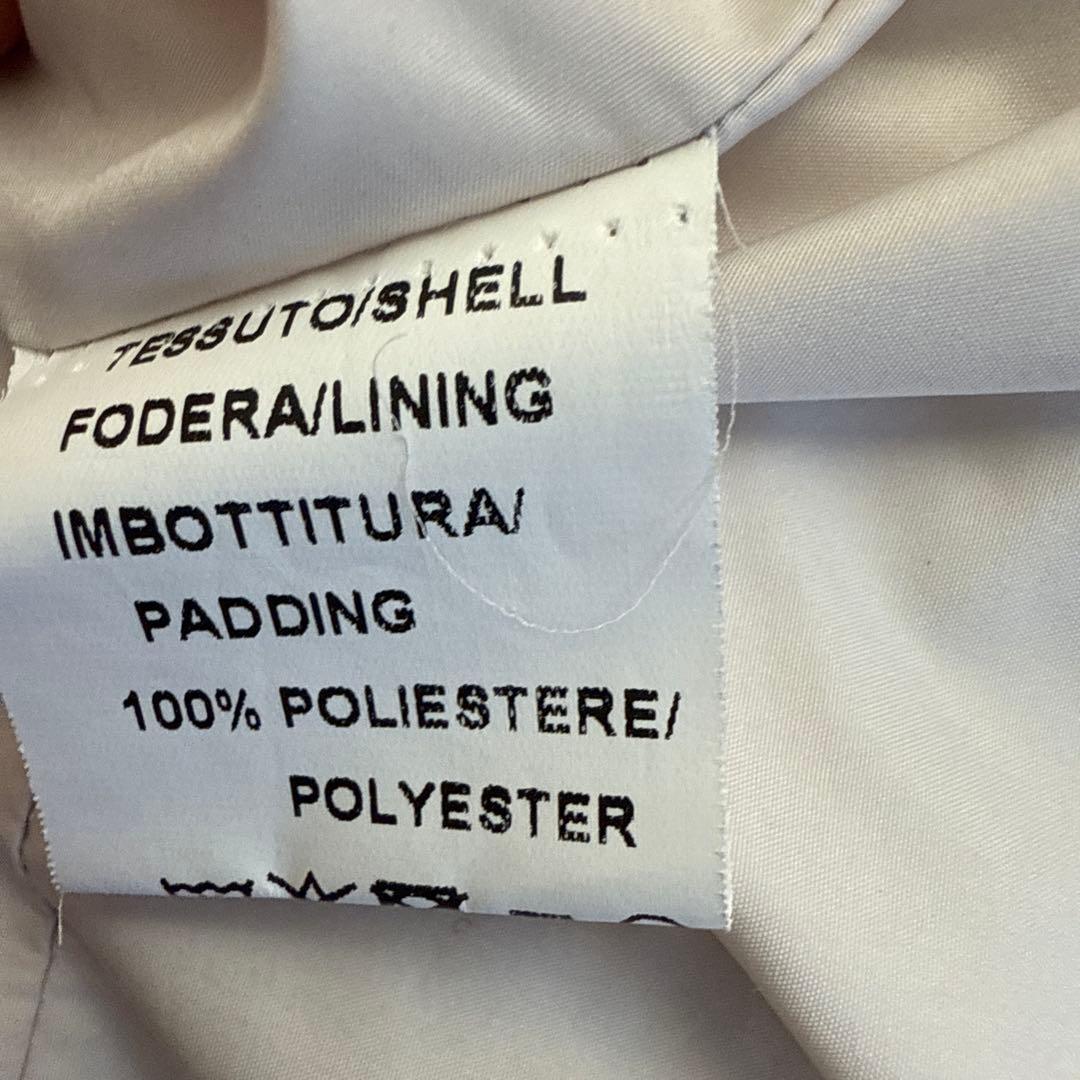 TESSUTO/SHELL
FODERA/LINING
IMBOTTITURA/
PADDING
100% POLIESTERE/
POLYESTER